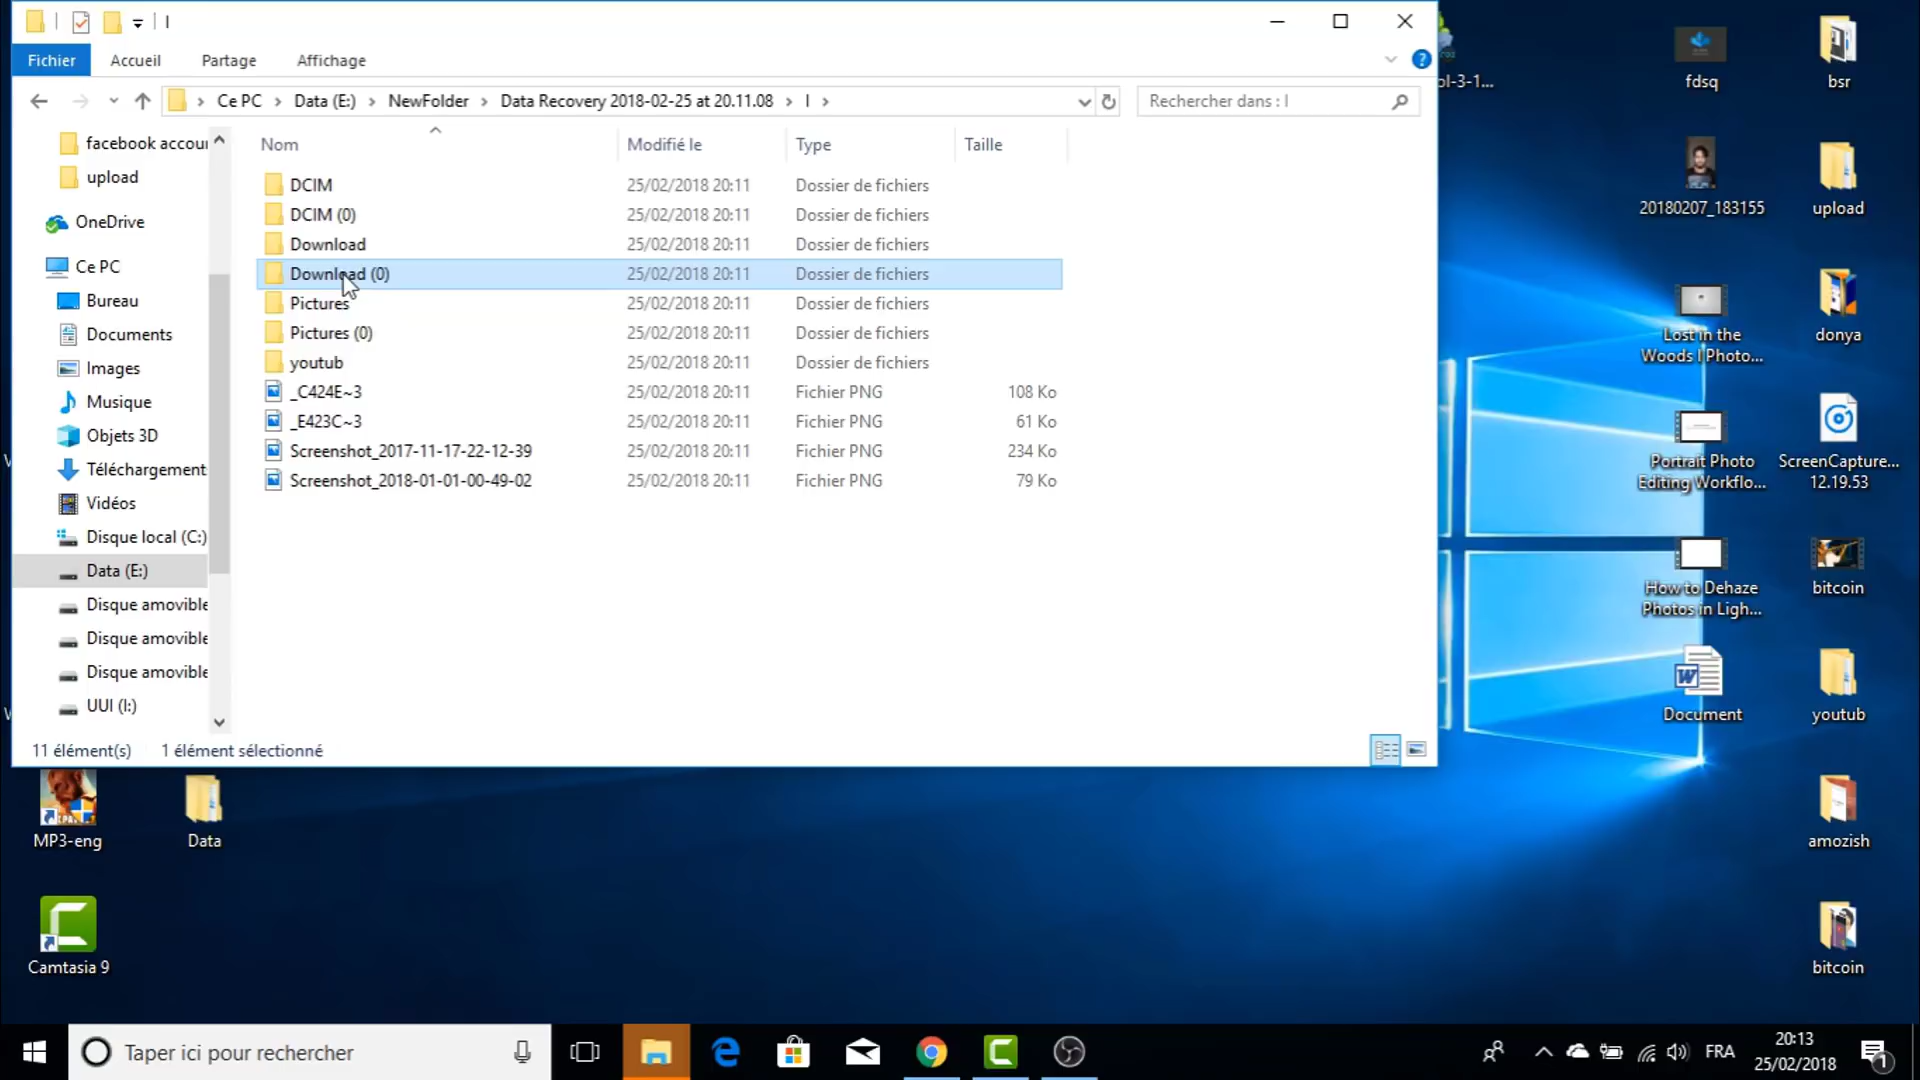 I
Fichier Accueil Partage Affichage
Ce PC Data (E:) NewFolder Data Recovery 2018-02-25 at 20.11.08 I
Rechercher dans : I
facebook accour
upload
OneDrive
Ce PC
Bureau
Documents
Images
Musique
Objets 3D
Téléchargement
Vidéos
Disque local (C:)
Data (E:)
Disque amovible
Disque amovible
Disque amovible
UUI (I:)
Nom Modifié le Type Taille
DCIM 25/02/2018 20:11 Dossier de fichiers
DCIM (0) 25/02/2018 20:11 Dossier de fichiers
Download 25/02/2018 20:11 Dossier de fichiers
Download (0) 25/02/2018 20:11 Dossier de fichiers
Pictures 25/02/2018 20:11 Dossier de fichiers
Pictures (0) 25/02/2018 20:11 Dossier de fichiers
youtub 25/02/2018 20:11 Dossier de fichiers
_C424E~3 25/02/2018 20:11 Fichier PNG 108 Ko
_E423C~3 25/02/2018 20:11 Fichier PNG 61 Ko
Screenshot_2017-11-17-22-12-39 25/02/2018 20:11 Fichier PNG 234 Ko
Screenshot_2018-01-01-00-49-02 25/02/2018 20:11 Fichier PNG 79 Ko
11 élément(s) 1 élément sélectionné
ol-3-1...
fdsq
bsr
20180207_183155
upload
Lost in the
Woods I Photo...
donya
Portrait Photo
Editing Workflo...
ScreenCapture...
12.19.53
How to Dehaze
Photos in Ligh...
bitcoin
Document
youtub
MP3-eng
Data
amozish
Camtasia 9
bitcoin
Taper ici pour rechercher
FRA
20:13
25/02/2018
1